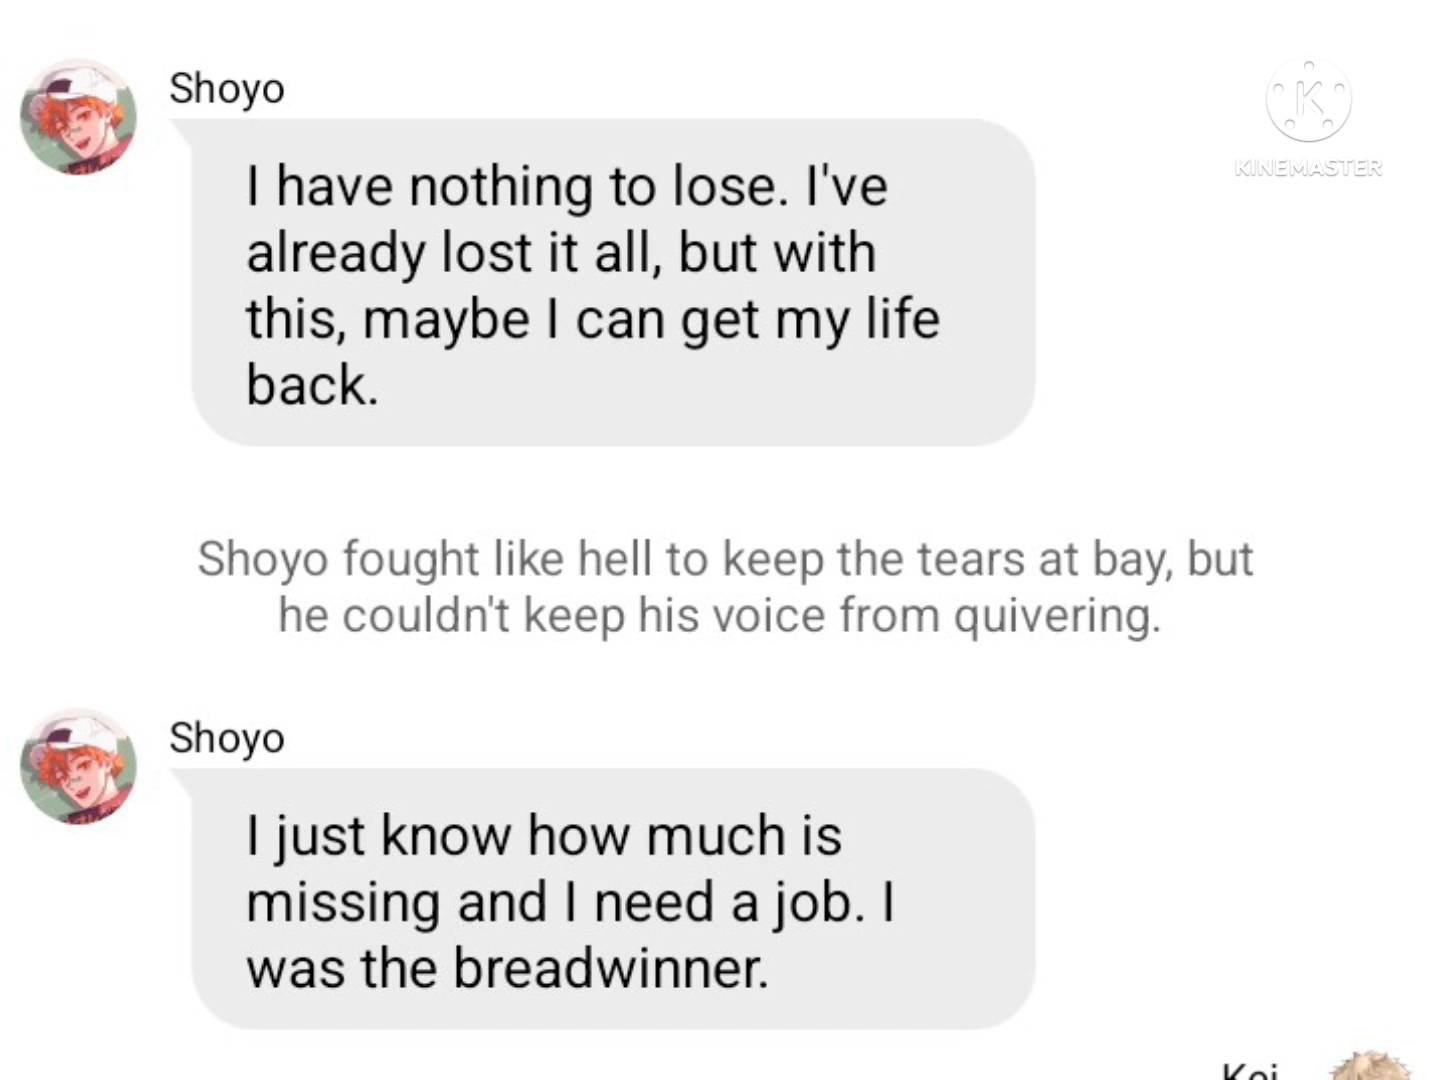 Shoyo
K
KINEMASTER
I have nothing to lose. I've
already lost it all, but with
this, maybe I can get my life
back.
Shoyo fought like hell to keep the tears at bay, but
he couldn't keep his voice from quivering.
Shoyo
I just know how much is
missing and I need a job. I
was the breadwinner.
Kei